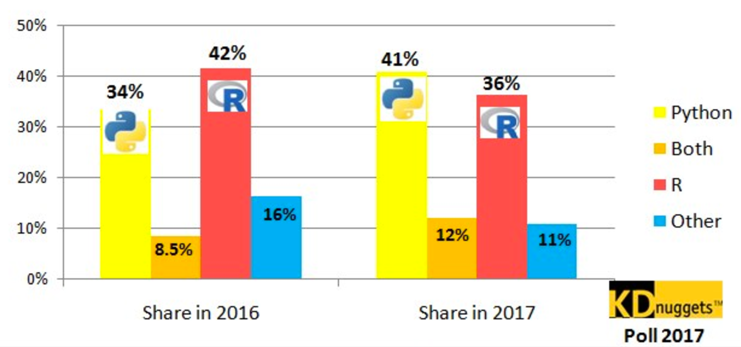 50%
40%
30%
20%
10%
0%
34%
8.5%
42%
R
16%
41%
12%
36%
R
11%
Share in 2016
Share in 2017
Python
Both
R
Other
KDnuggets™
Poll 2017